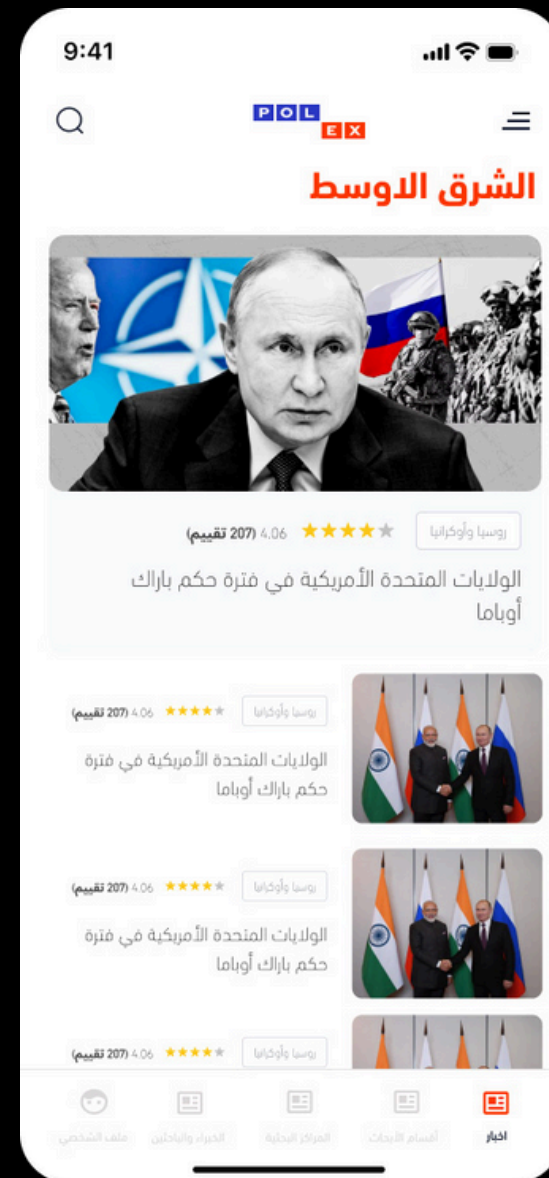 9:41
POL
EX
الشرق الاوسط
روسيا وأوكرانيا
4.06 (207 تقييم)
الولايات المتحدة الأمريكية في فترة حكم باراك
أوباما
روسيا وأوكرانيا
4.06 (207 تقييم)
الولايات المتحدة الأمريكية في فترة
حكم باراك أوباما
روسيا وأوكرانيا
4.06 (207 تقييم)
الولايات المتحدة الأمريكية في فترة
حكم باراك أوباما
روسيا وأوكرانيا
4.06 (207 تقييم)
اخبار
أقسام الأبحاث
المراكز البحثية
الخبراء والباحثين
ملف الشخصي